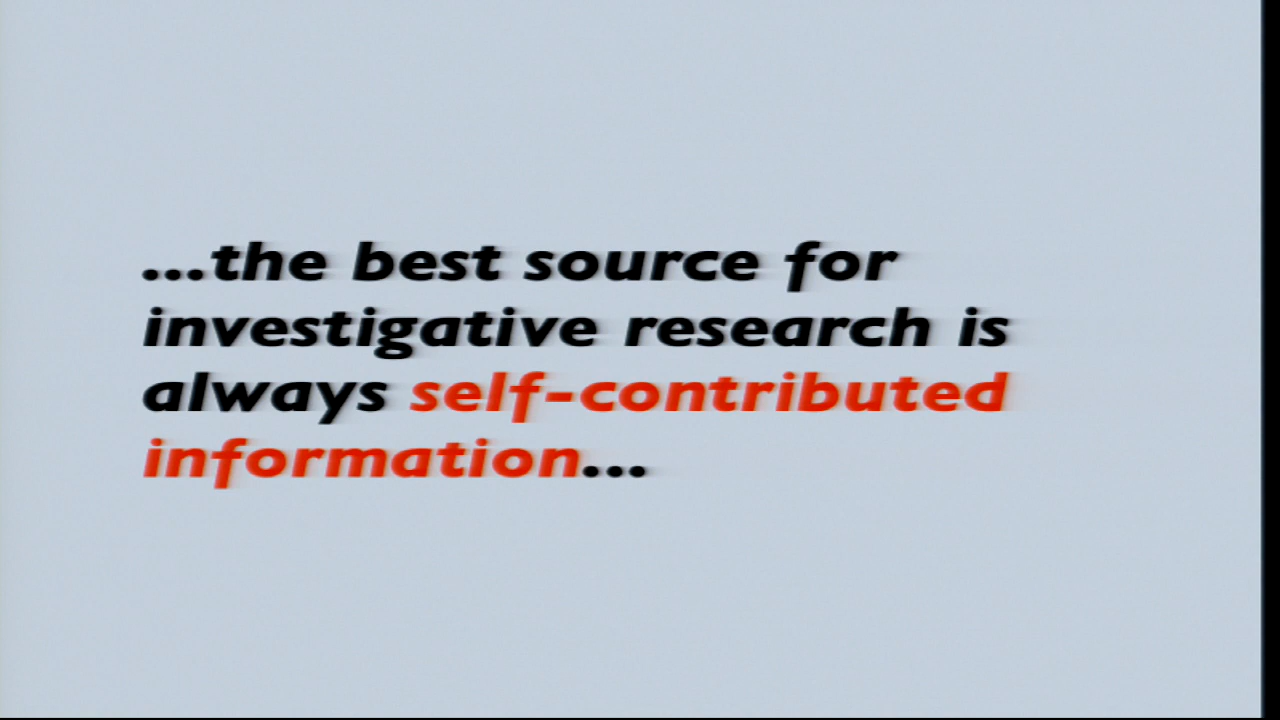 ...the best source for
investigative research is
always self-contributed
information...